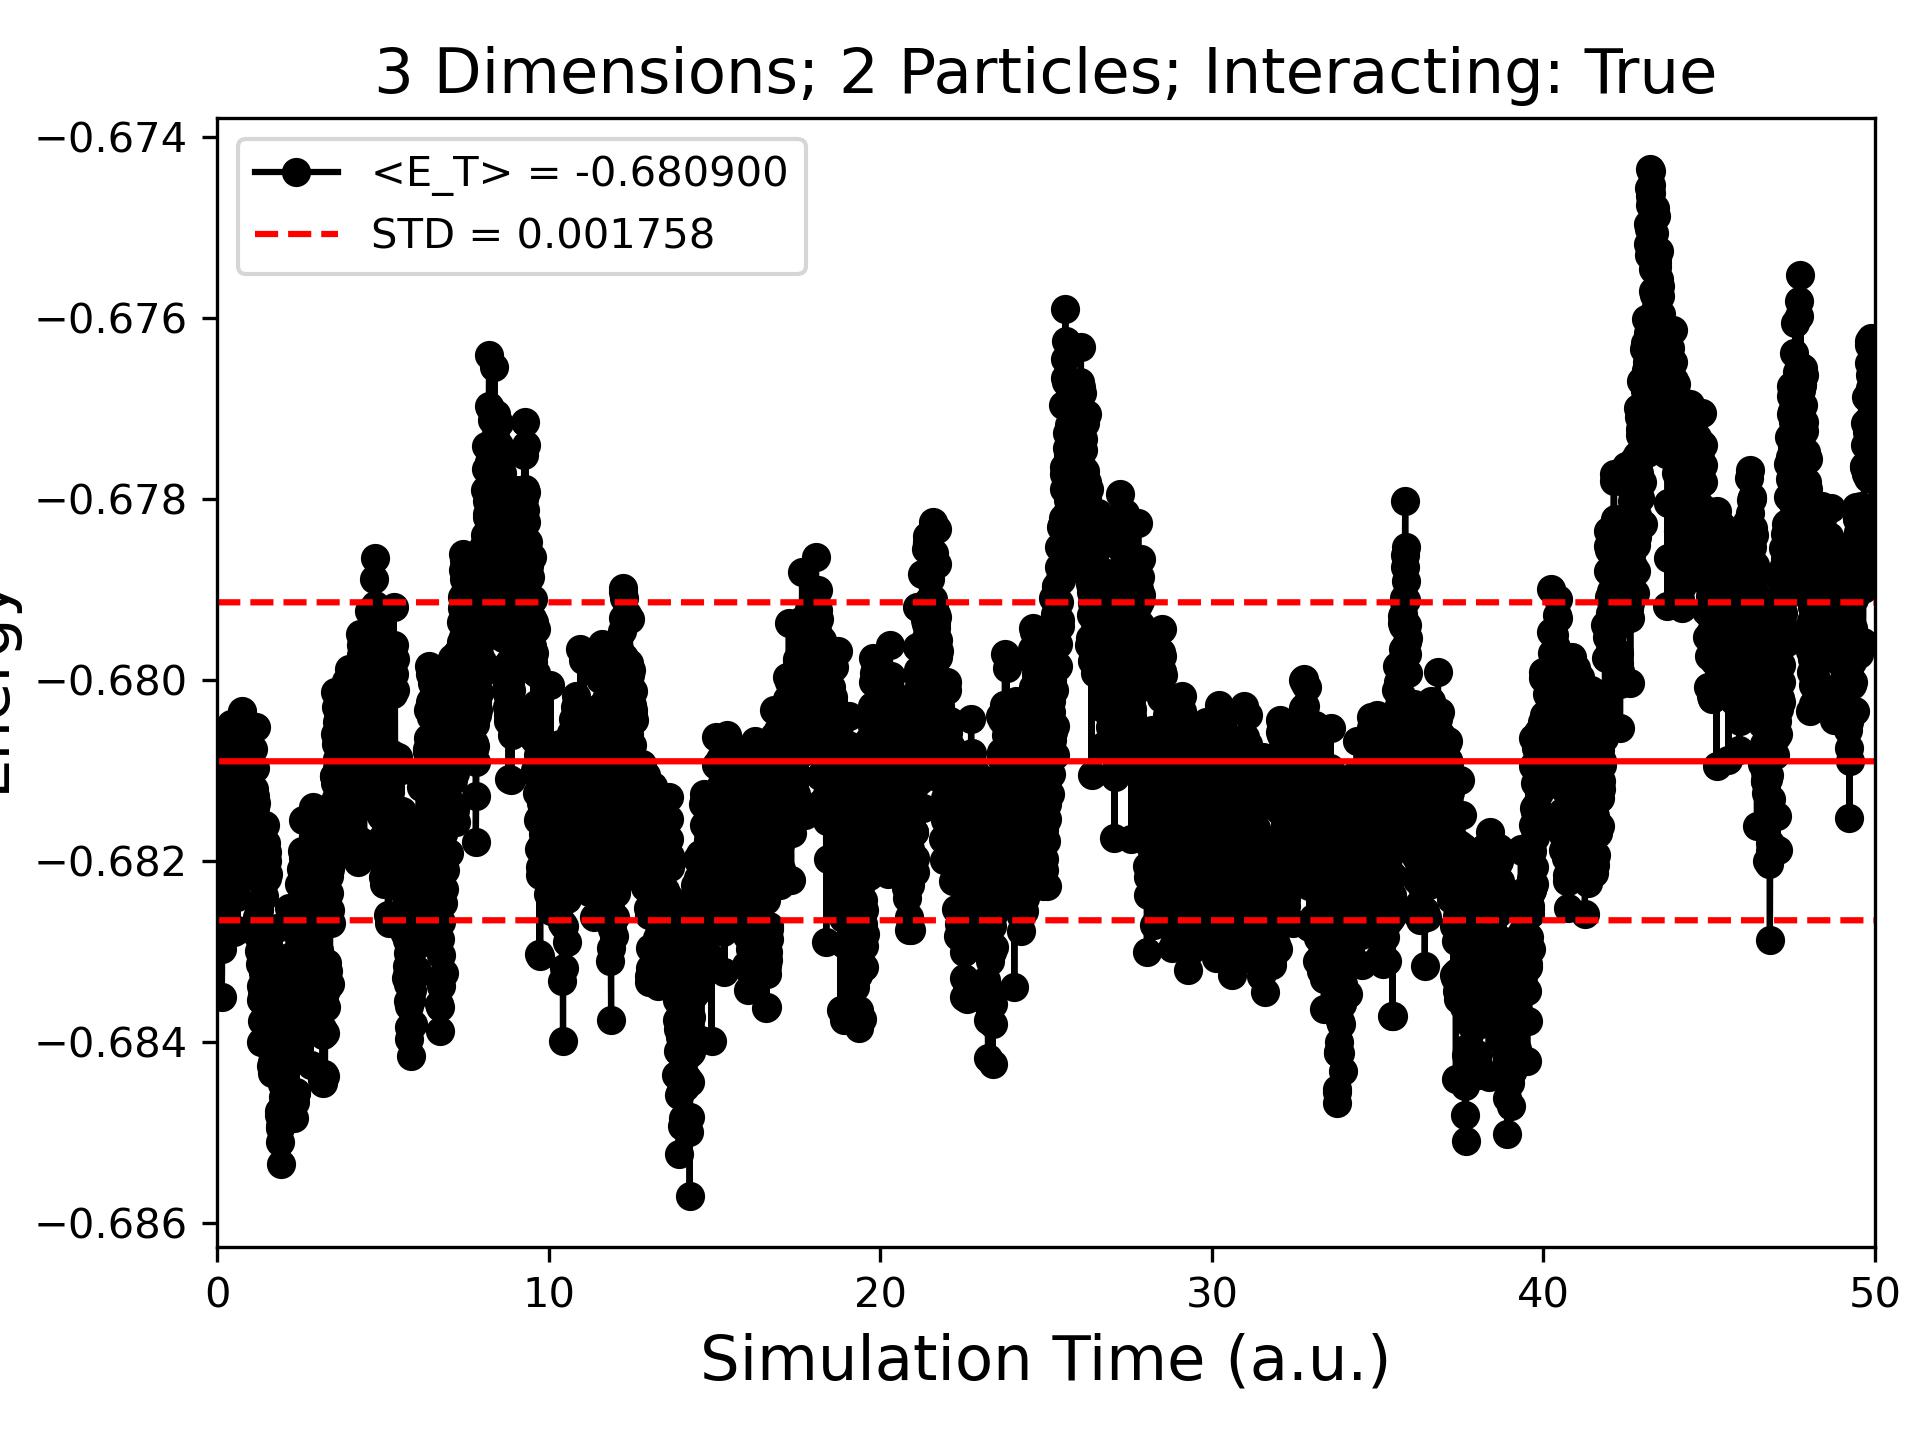 3 Dimensions; 2 Particles; Interacting: True
<E_T> = -0.680900
STD = 0.001758
−0.674
−0.676
−0.678
−0.680
−0.682
−0.684
−0.686
Energy
0 10 20 30 40 50
Simulation Time (a.u.)